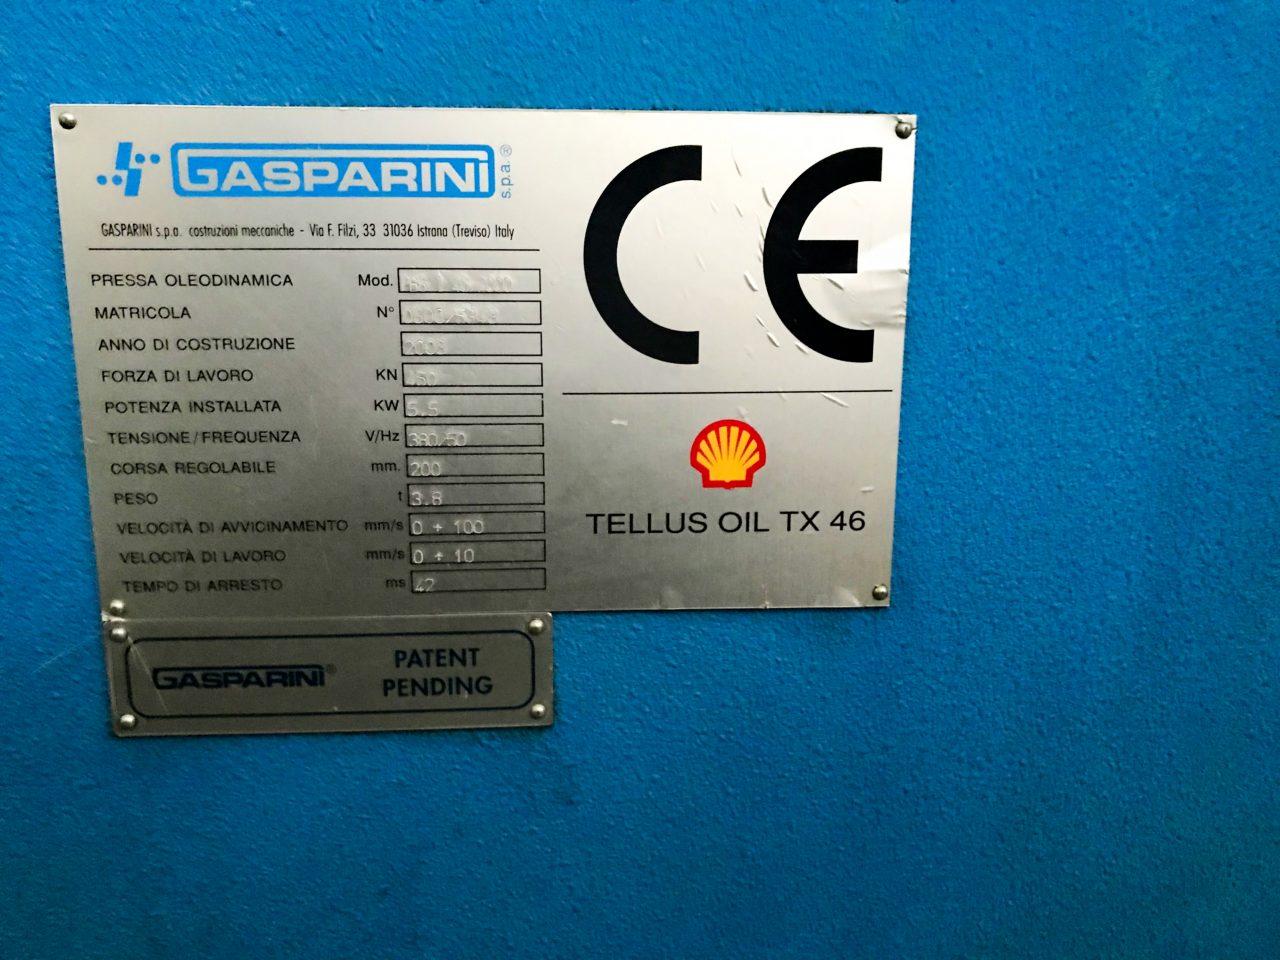 GASPARINI s.p.a.®
GASPARINI s.p.a. costruzioni meccaniche - Via F. Filzi, 33 31036 Istrana (Treviso) Italy
PRESSA OLEODINAMICA Mod.
MATRICOLA N°
ANNO DI COSTRUZIONE
FORZA DI LAVORO KN
POTENZA INSTALLATA KW 5.5
TENSIONE/FREQUENZA V/Hz 380/50
CORSA REGOLABILE mm. 200
PESO t 3.8
VELOCITÀ DI AVVICINAMENTO mm/s 0 ÷ 100
VELOCITÀ DI LAVORO mm/s 0 ÷ 10
TEMPO DI ARRESTO ms 42
CE
TELLUS OIL TX 46
GASPARINI® PATENT
PENDING